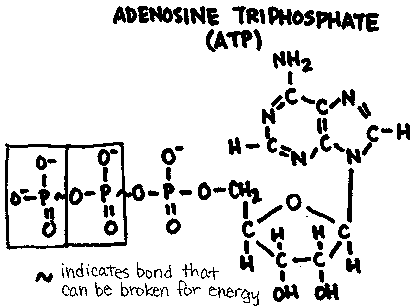 ADENOSINE TRIPHOSPHATE
(ATP)
NH₂
C
N C N
H-C C C-H
N N
O⁻ O⁻ O⁻
O⁻-P~O-P~O-P-O-CH₂ O
O O O
C H H C
H C C H
OH OH
~ indicates bond that
can be broken for energy